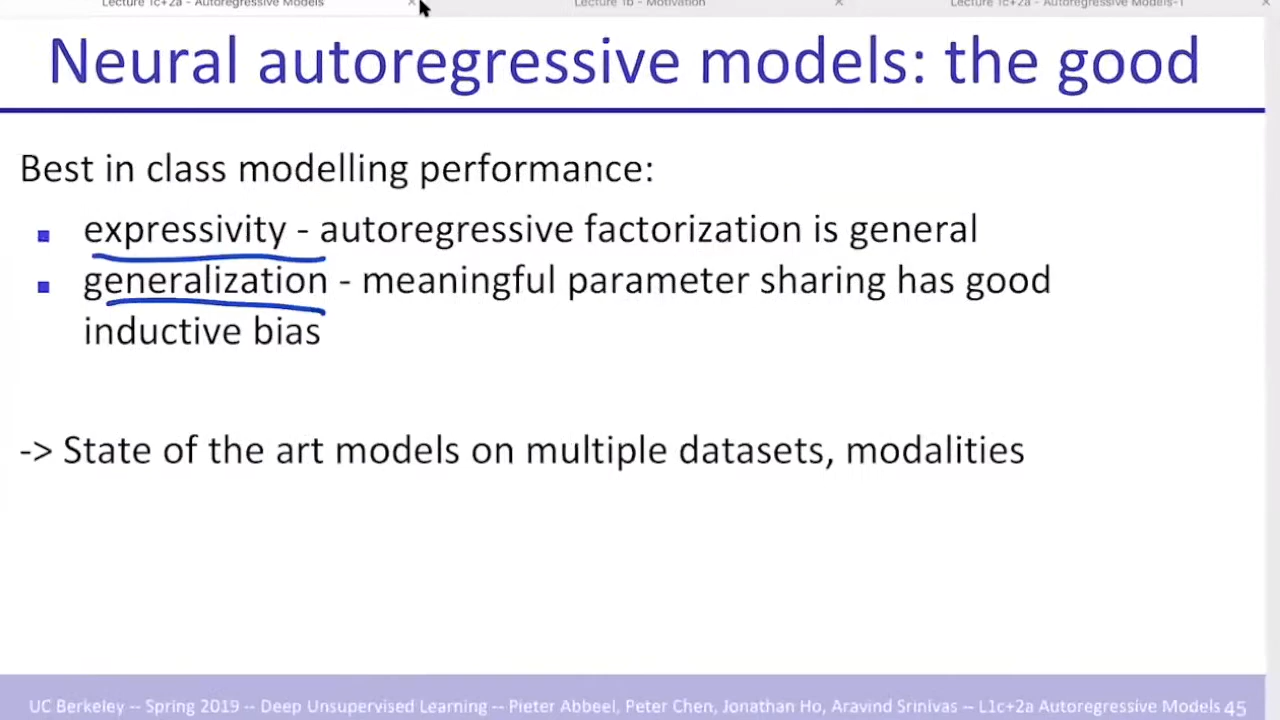 Lecture 1c+2a - Autoregressive Models
Lecture 1b - Motivation
Lecture 1c+2a - Autoregressive Models-1
Neural autoregressive models: the good
Best in class modelling performance:
expressivity - autoregressive factorization is general
generalization - meaningful parameter sharing has good
inductive bias
-> State of the art models on multiple datasets, modalities
UC Berkeley -- Spring 2019 -- Deep Unsupervised Learning -- Pieter Abbeel, Peter Chen, Jonathan Ho, Aravind Srinivas -- L1c+2a Autoregressive Models 45